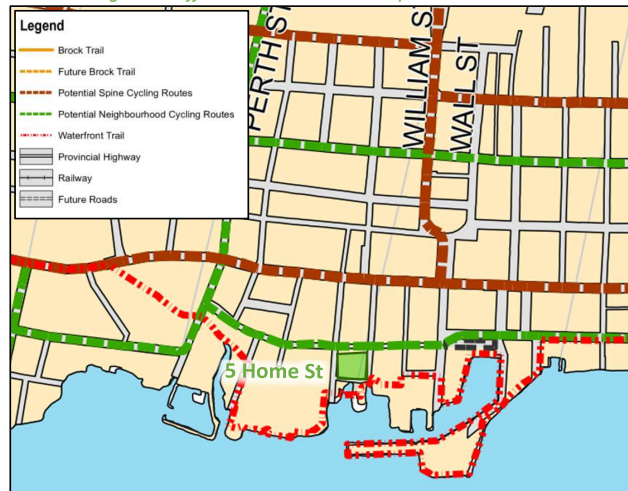 Legend
Brock Trail
Future Brock Trail
Potential Spine Cycling Routes
Potential Neighbourhood Cycling Routes
Waterfront Trail
Provincial Highway
Railway
Future Roads
PERTH ST
WILLIAM ST
WALL ST
5 Home St